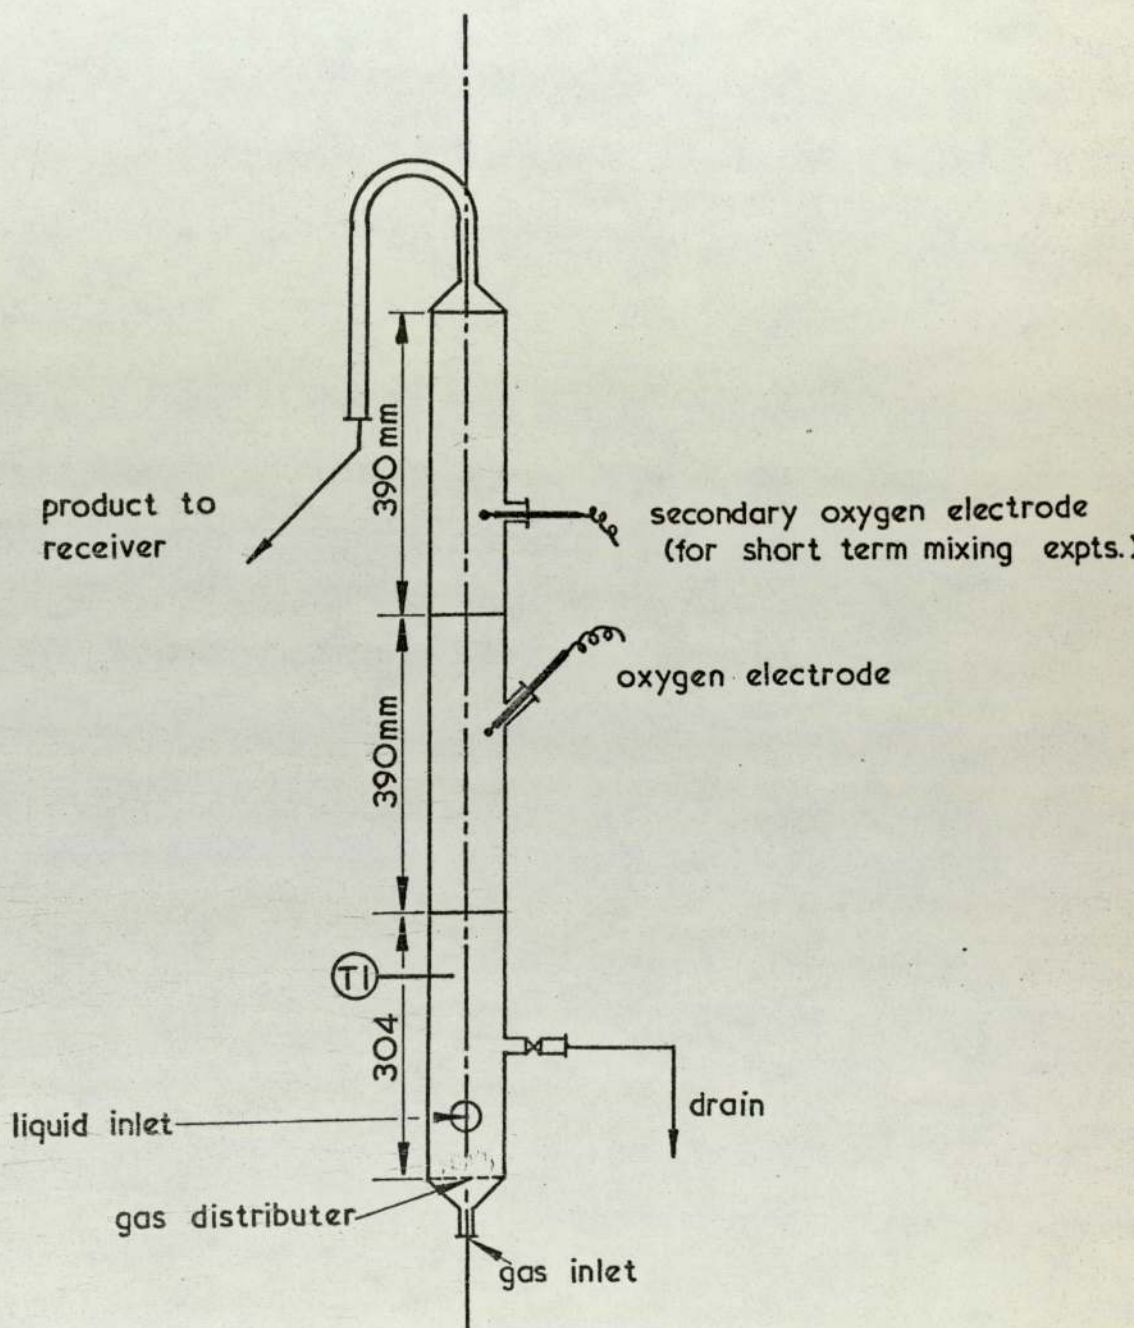 390 mm
product to
receiver
secondary oxygen electrode
(for short term mixing expts.)
oxygen electrode
390mm
TI
304
liquid inlet
drain
gas distributer
gas inlet